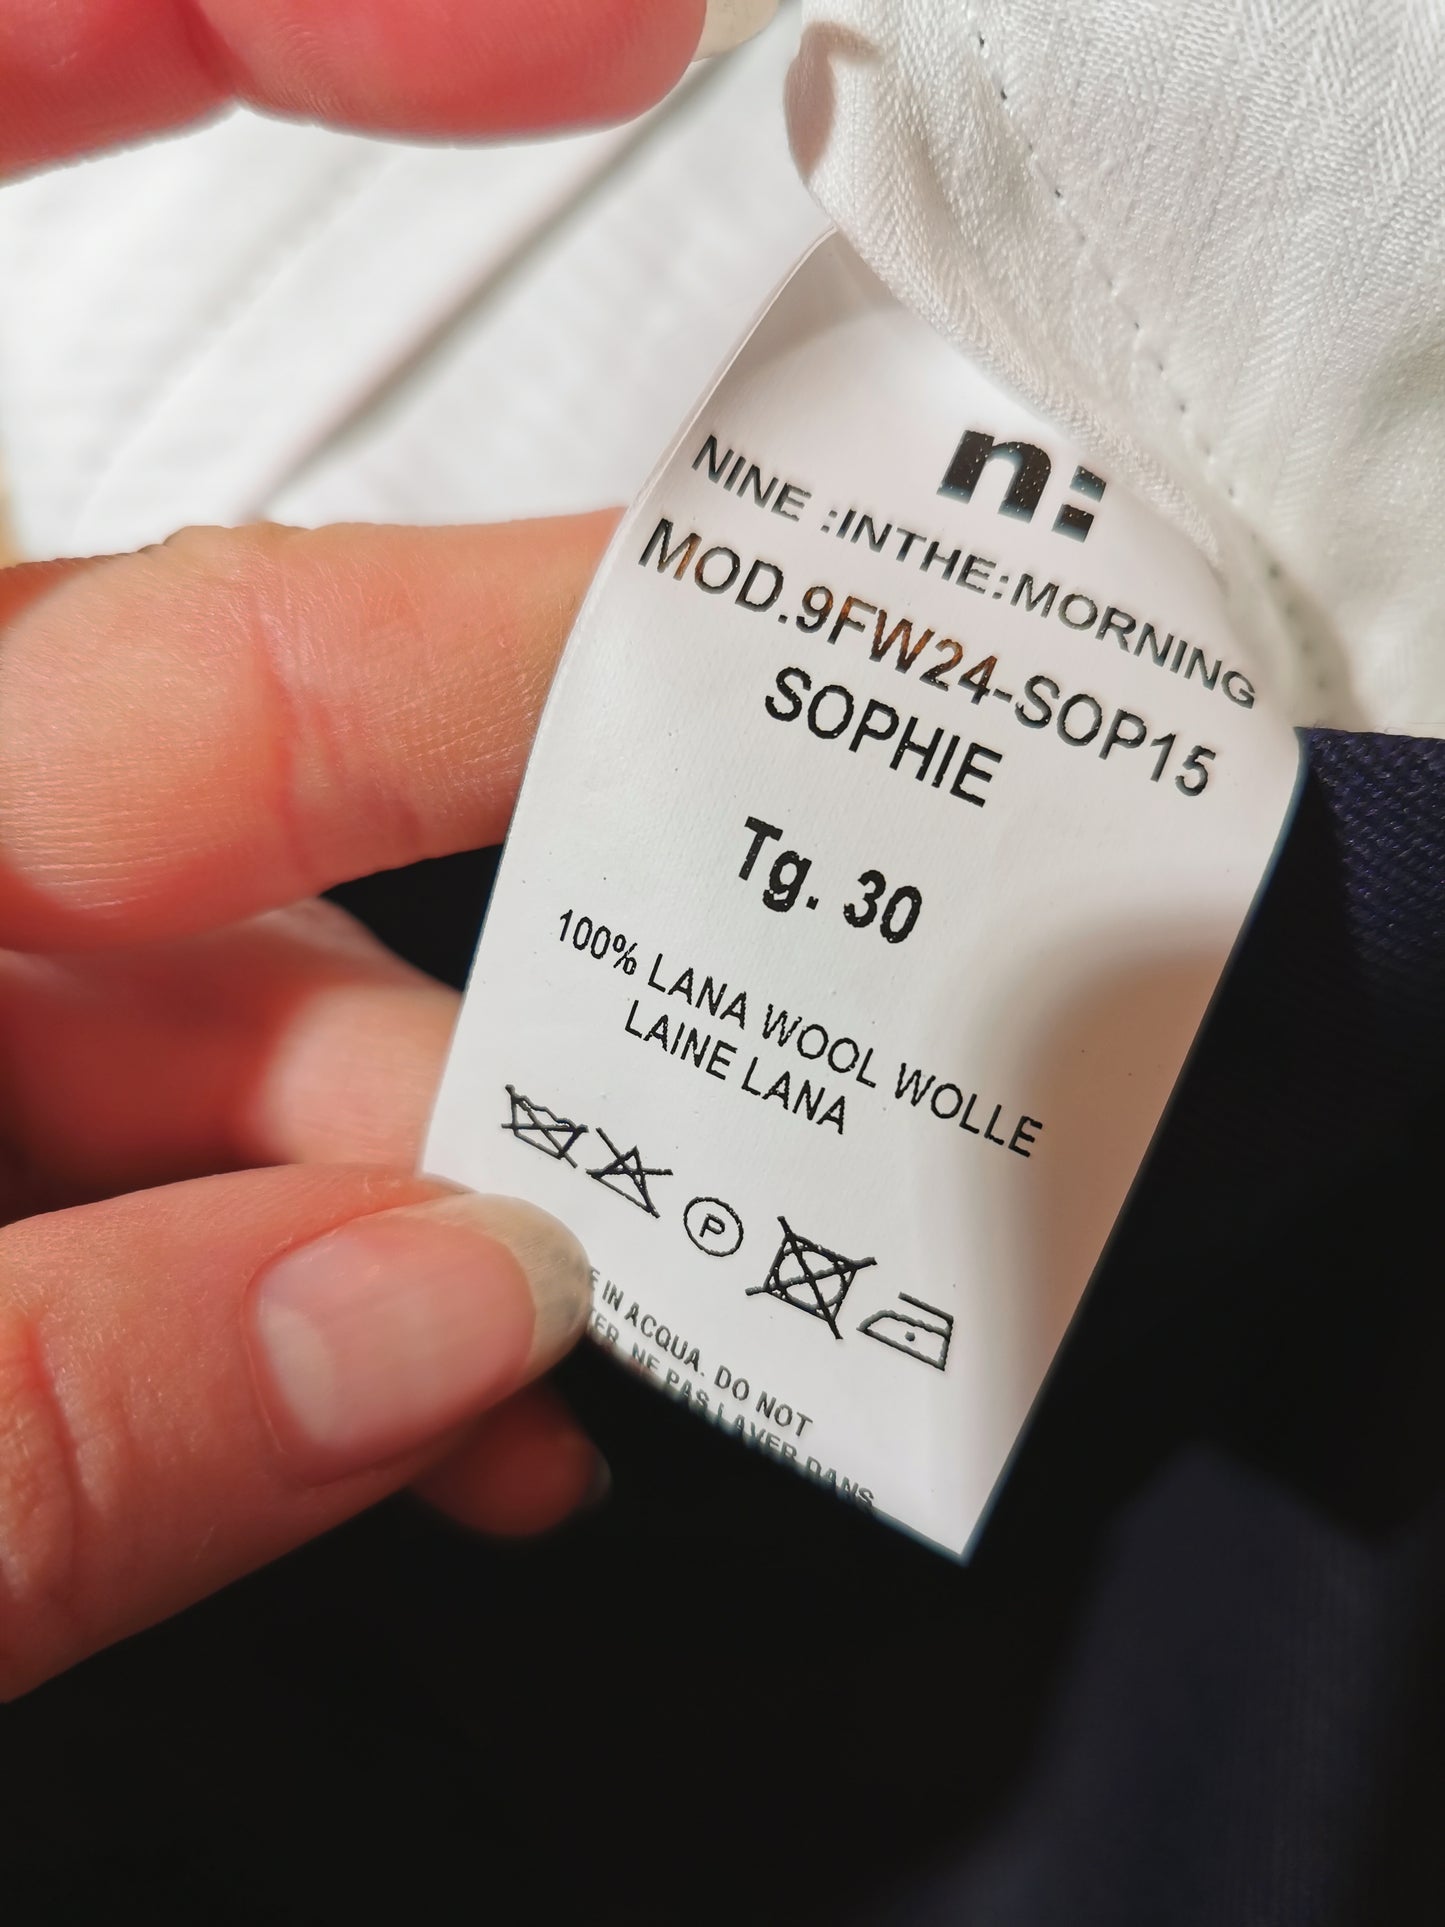 n:
NINE :INTHE:MORNING
MOD.9FW24-SOP15
SOPHIE
Tg. 30
100% LANA WOOL WOLLE
LAINE LANA
P
IN ACQUA. DO NOT
NE PAS LAVER DANS